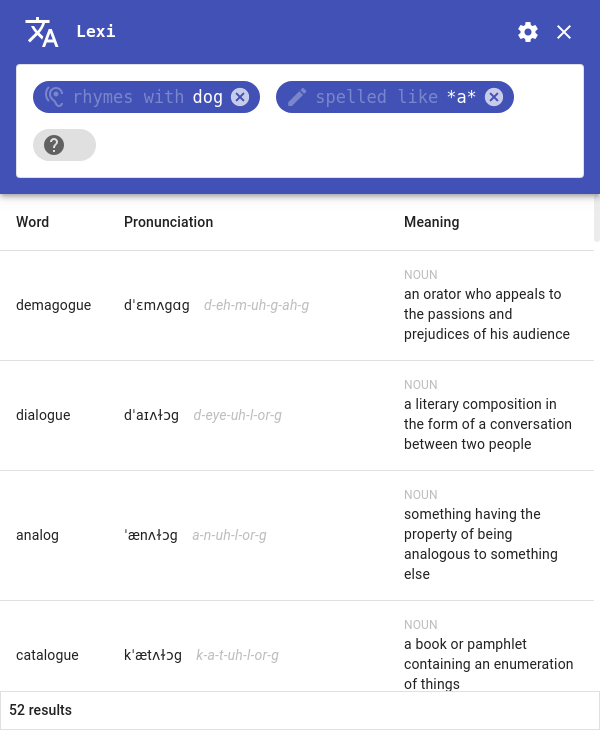 Lexi
rhymes with dog
spelled like *a*
?
Word Pronunciation Meaning
demagogue dˈɛmʌɡɑɡ d-eh-m-uh-g-ah-g
NOUN
an orator who appeals to
the passions and
prejudices of his audience
dialogue dˈaɪʌɫɔɡ d-eye-uh-l-or-g
NOUN
a literary composition in
the form of a conversation
between two people
analog ˈænʌɫɔɡ a-n-uh-l-or-g
NOUN
something having the
property of being
analogous to something
else
catalogue kˈætʌɫɔɡ k-a-t-uh-l-or-g
NOUN
a book or pamphlet
containing an enumeration
of things
52 results